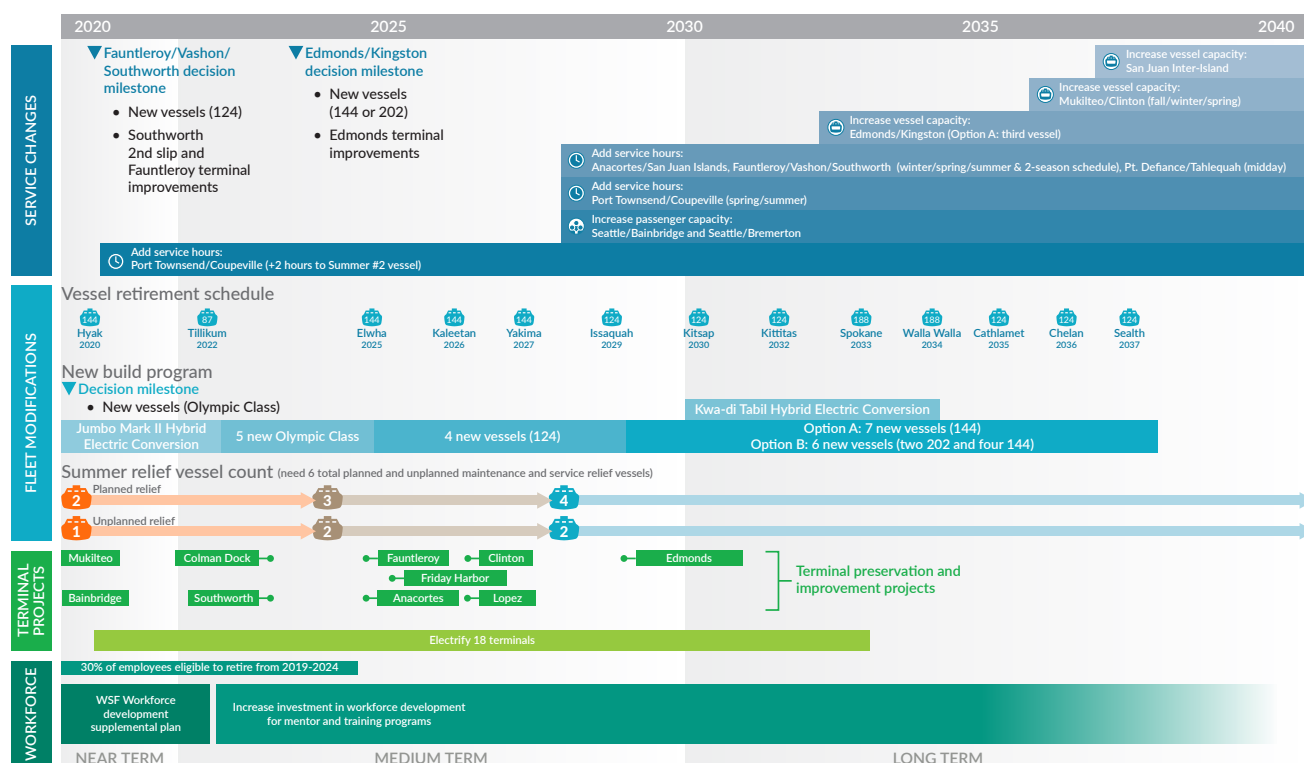 2020 2025 2030 2035 2040
SERVICE CHANGES
Fauntleroy/Vashon/
Southworth decision
milestone
• New vessels (124)
• Southworth
2nd slip and
Fauntleroy terminal
improvements
Edmonds/Kingston
decision milestone
• New vessels
(144 or 202)
• Edmonds terminal
improvements
Increase vessel capacity:
San Juan Inter-Island
Increase vessel capacity:
Mukilteo/Clinton (fall/winter/spring)
Increase vessel capacity:
Edmonds/Kingston (Option A: third vessel)
Add service hours:
Anacortes/San Juan Islands, Fauntleroy/Vashon/Southworth (winter/spring/summer & 2-season schedule), Pt. Defiance/Tahlequah (midday)
Add service hours:
Port Townsend/Coupeville (spring/summer)
Increase passenger capacity:
Seattle/Bainbridge and Seattle/Bremerton
Add service hours:
Port Townsend/Coupeville (+2 hours to Summer #2 vessel)
FLEET MODIFICATIONS
Vessel retirement schedule
144 87 144 144 144 124 124 124 188 188 124 124 124
Hyak Tillikum Elwha Kaleetan Yakima Issaquah Kitsap Kittitas Spokane Walla Walla Cathlamet Chelan Sealth
2020 2022 2025 2026 2027 2029 2030 2032 2033 2034 2035 2036 2037
New build program
Decision milestone
• New vessels (Olympic Class)
Kwa-di Tabil Hybrid Electric Conversion
Jumbo Mark II Hybrid
Electric Conversion
5 new Olympic Class
4 new vessels (124)
Option A: 7 new vessels (144)
Option B: 6 new vessels (two 202 and four 144)
Summer relief vessel count (need 6 total planned and unplanned maintenance and service relief vessels)
Planned relief
2 3 4
Unplanned relief
1 2 2
TERMINAL
PROJECTS
Mukilteo Colman Dock Fauntleroy Clinton Edmonds
Friday Harbor
Bainbridge Southworth Anacortes Lopez
Terminal preservation and
improvement projects
Electrify 18 terminals
WORKFORCE
30% of employees eligible to retire from 2019-2024
WSF Workforce
development
supplemental plan
Increase investment in workforce development
for mentor and training programs
NEAR TERM MEDIUM TERM LONG TERM